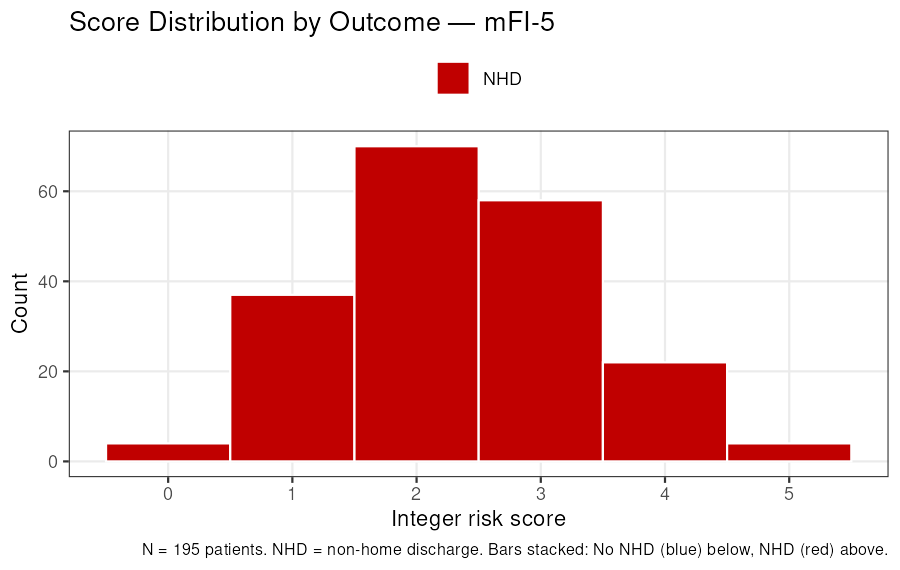 Score Distribution by Outcome — mFI-5
NHD
Count
60
40
20
0
0 1 2 3 4 5
Integer risk score
N = 195 patients. NHD = non-home discharge. Bars stacked: No NHD (blue) below, NHD (red) above.